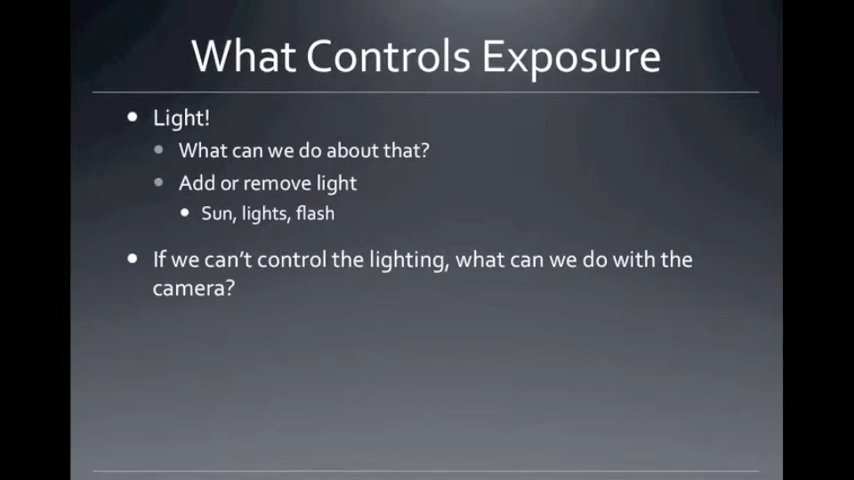 What Controls Exposure
Light!
What can we do about that?
Add or remove light
Sun, lights, flash
If we can't control the lighting, what can we do with the
camera?